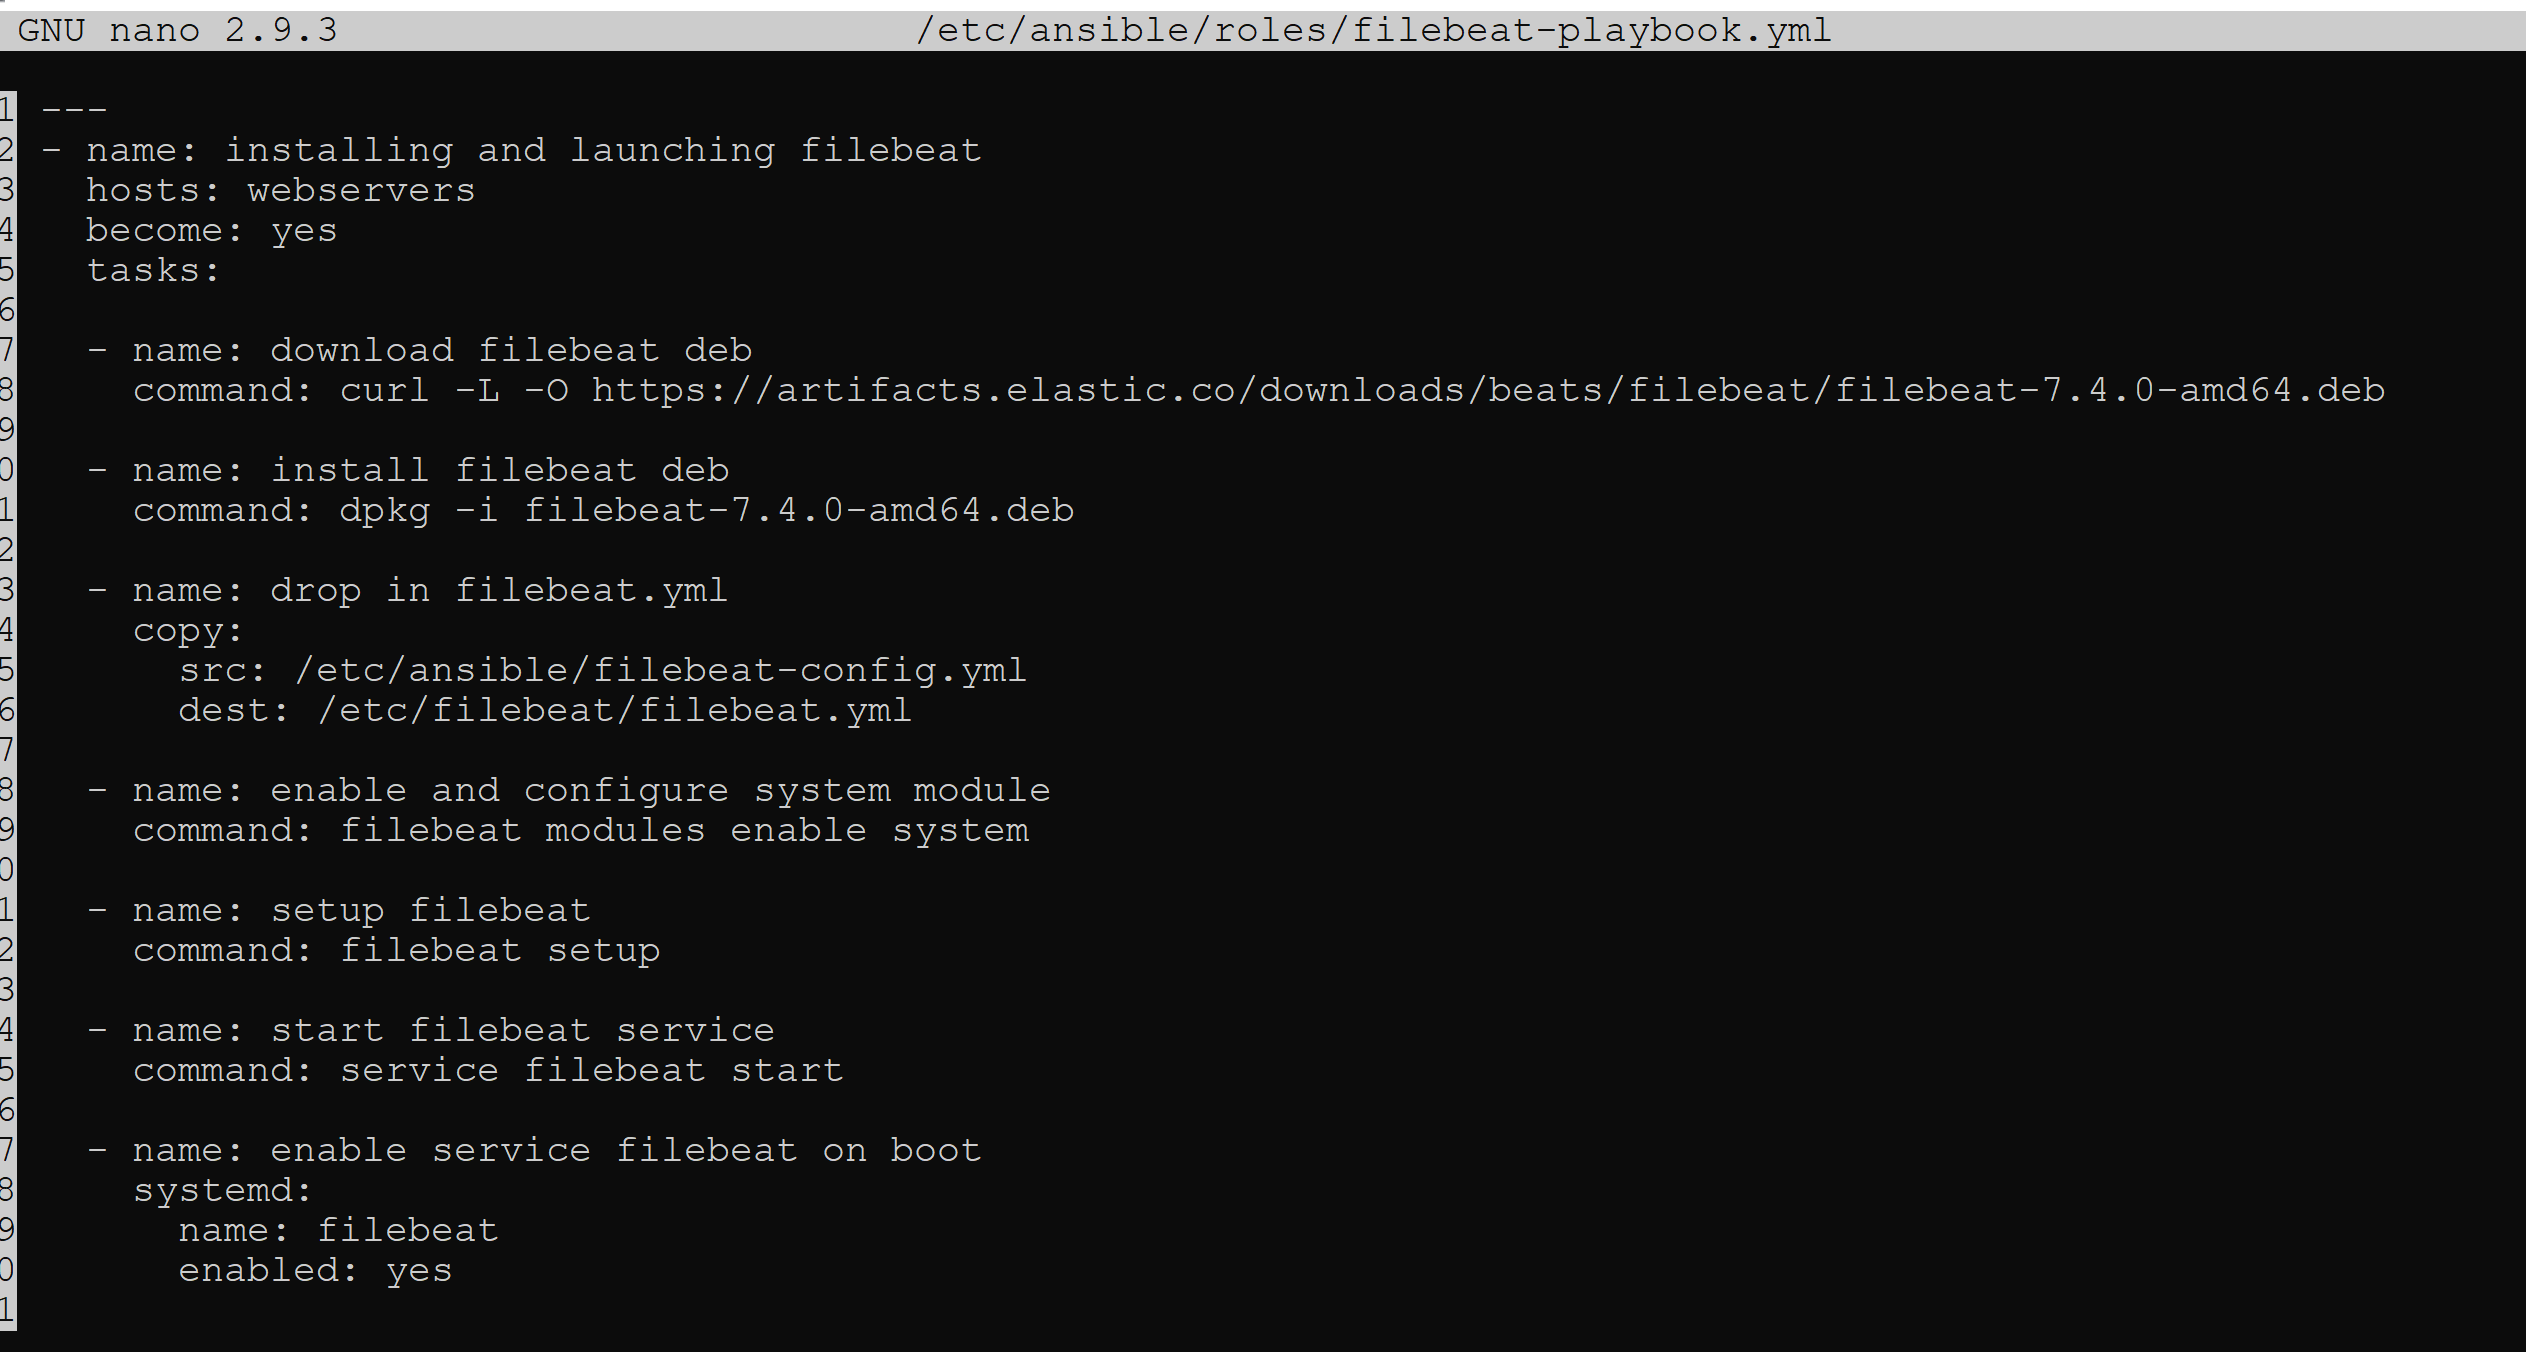 GNU nano 2.9.3 /etc/ansible/roles/filebeat-playbook.yml
1 ---
2 - name: installing and launching filebeat
3   hosts: webservers
4   become: yes
5   tasks:
6
7   - name: download filebeat deb
8     command: curl -L -O https://artifacts.elastic.co/downloads/beats/filebeat/filebeat-7.4.0-amd64.deb
9
0   - name: install filebeat deb
1     command: dpkg -i filebeat-7.4.0-amd64.deb
2
3   - name: drop in filebeat.yml
4     copy:
5       src: /etc/ansible/filebeat-config.yml
6       dest: /etc/filebeat/filebeat.yml
7
8   - name: enable and configure system module
9     command: filebeat modules enable system
0
1   - name: setup filebeat
2     command: filebeat setup
3
4   - name: start filebeat service
5     command: service filebeat start
6
7   - name: enable service filebeat on boot
8     systemd:
9       name: filebeat
0       enabled: yes
1